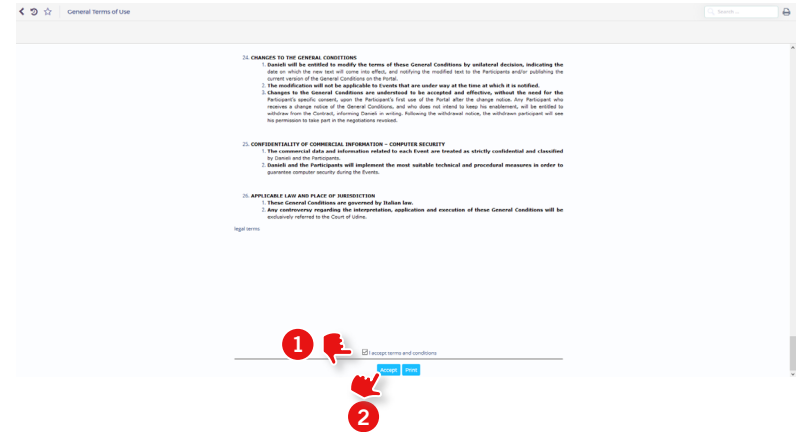 General Terms of Use
Search ...
24. CHANGES TO THE GENERAL CONDITIONS
1. Danieli will be entitled to modify the terms of these General Conditions by unilateral decision, indicating the
date on which the new text will come into effect, and notifying the modified text to the Participants and/or publishing the
current version of the General Conditions on the Portal.
2. The modification will not be applicable to Events that are under way at the time at which it is notified.
3. Changes to the General Conditions are understood to be accepted and effective, without the need for the
Participant's specific consent, upon the Participant's first use of the Portal after the change notice. Any Participant who
receives a change notice of the General Conditions, and who does not intend to keep his enablement, will be entitled to
withdraw from the Contract, informing Danieli in writing. Following the withdrawal notice, the withdrawn participant will see
his permission to take part in the negotiations revoked.
25. CONFIDENTIALITY OF COMMERCIAL INFORMATION – COMPUTER SECURITY
1. The commercial data and information related to each Event are treated as strictly confidential and classified
by Danieli and the Participants.
2. Danieli and the Participants will implement the most suitable technical and procedural measures in order to
guarantee computer security during the Events.
26. APPLICABLE LAW AND PLACE OF JURISDICTION
1. These General Conditions are governed by Italian law.
2. Any controversy regarding the interpretation, application and execution of these General Conditions will be
exclusively referred to the Court of Udine.
legal terms
1
I accept terms and conditions
Accept Print
2